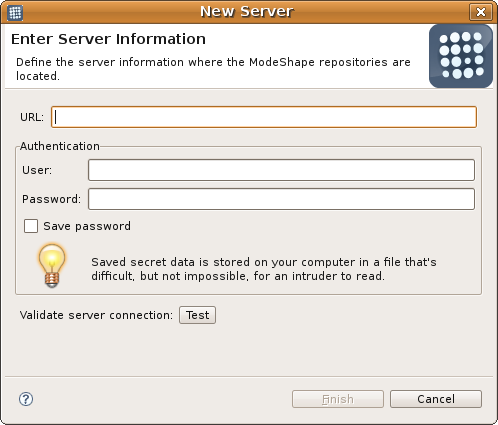 New Server
Enter Server Information
Define the server information where the ModeShape repositories are
located.
URL:
Authentication
User:
Password:
Save password
Saved secret data is stored on your computer in a file that's
difficult, but not impossible, for an intruder to read.
Validate server connection: Test
? Finish Cancel